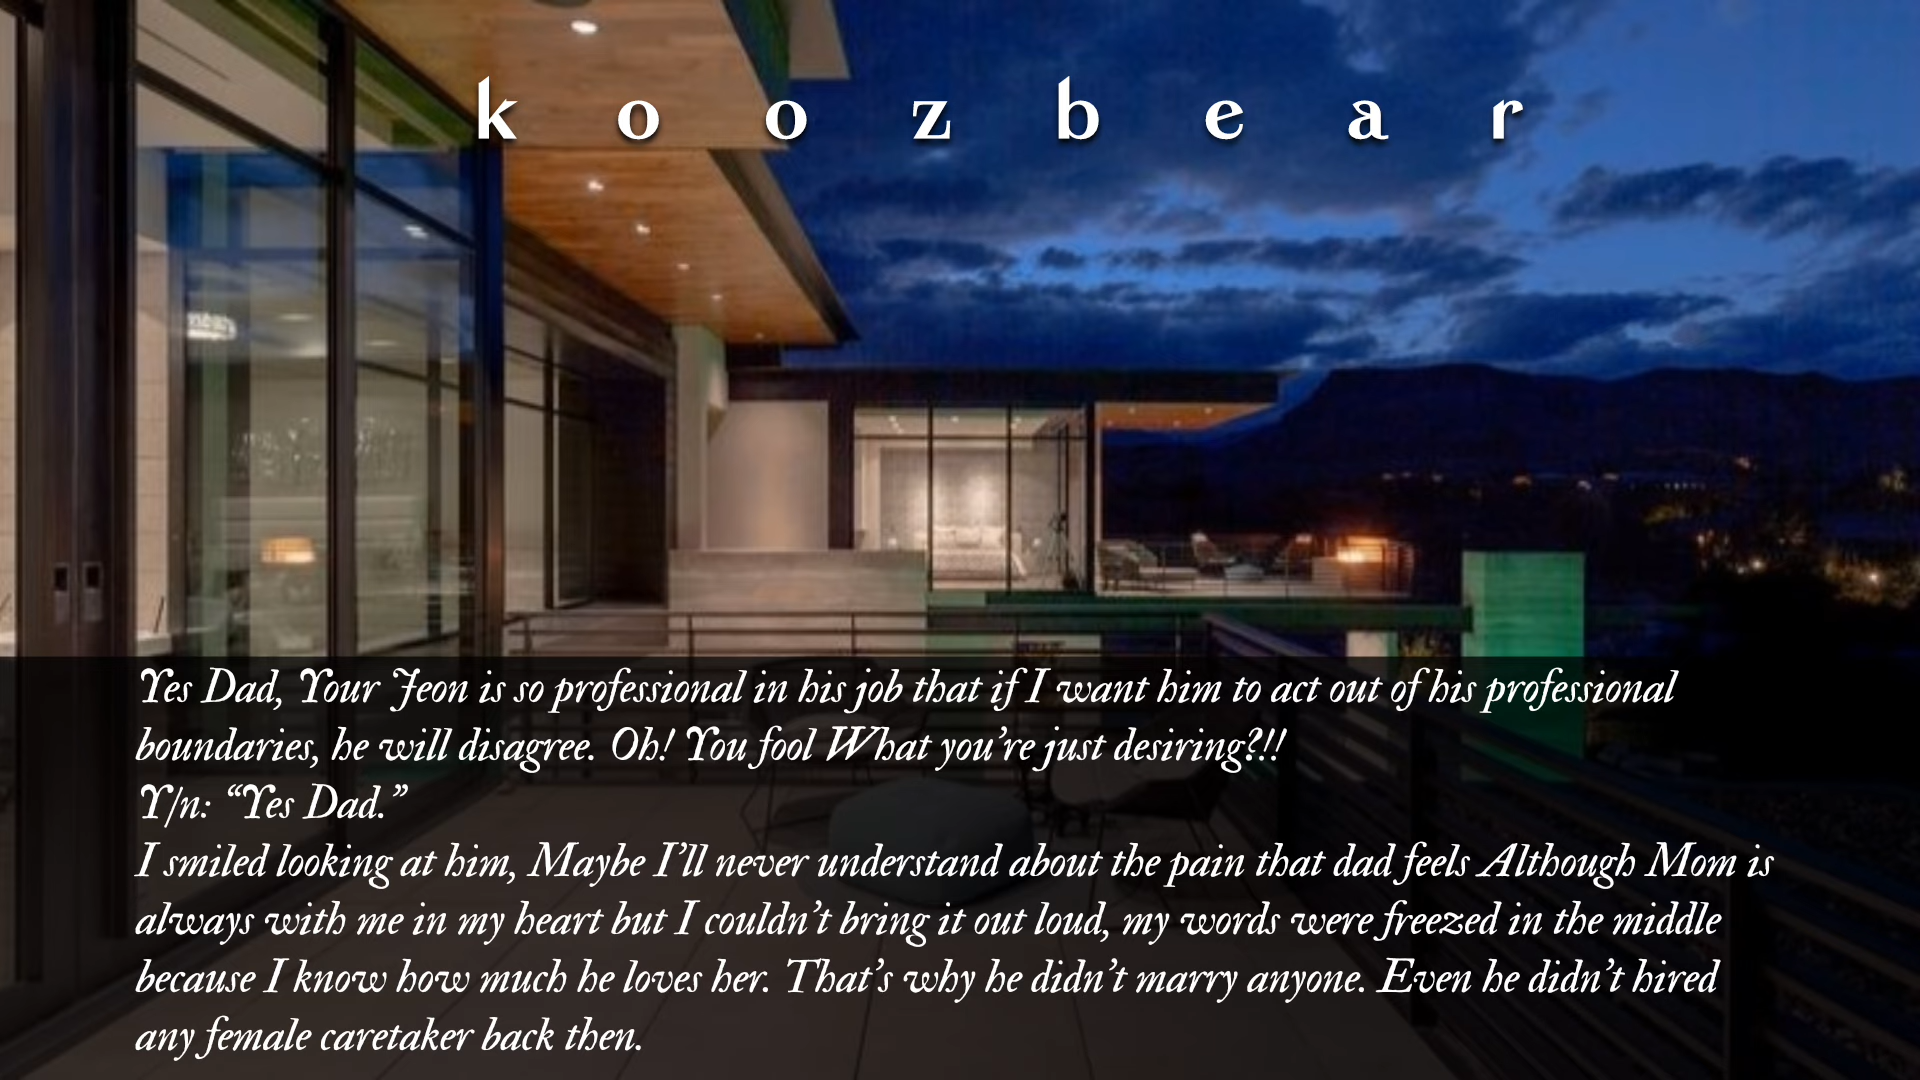 k o o z b e a r
Yes Dad, Your Jeon is so professional in his job that if I want him to act out of his professional
boundaries, he will disagree. Oh! You fool What you're just desiring?!!
Y/n: “Yes Dad.”
I smiled looking at him, Maybe I'll never understand about the pain that dad feels Although Mom is
always with me in my heart but I couldn't bring it out loud, my words were freezed in the middle
because I know how much he loves her. That's why he didn't marry anyone. Even he didn't hired
any female caretaker back then.